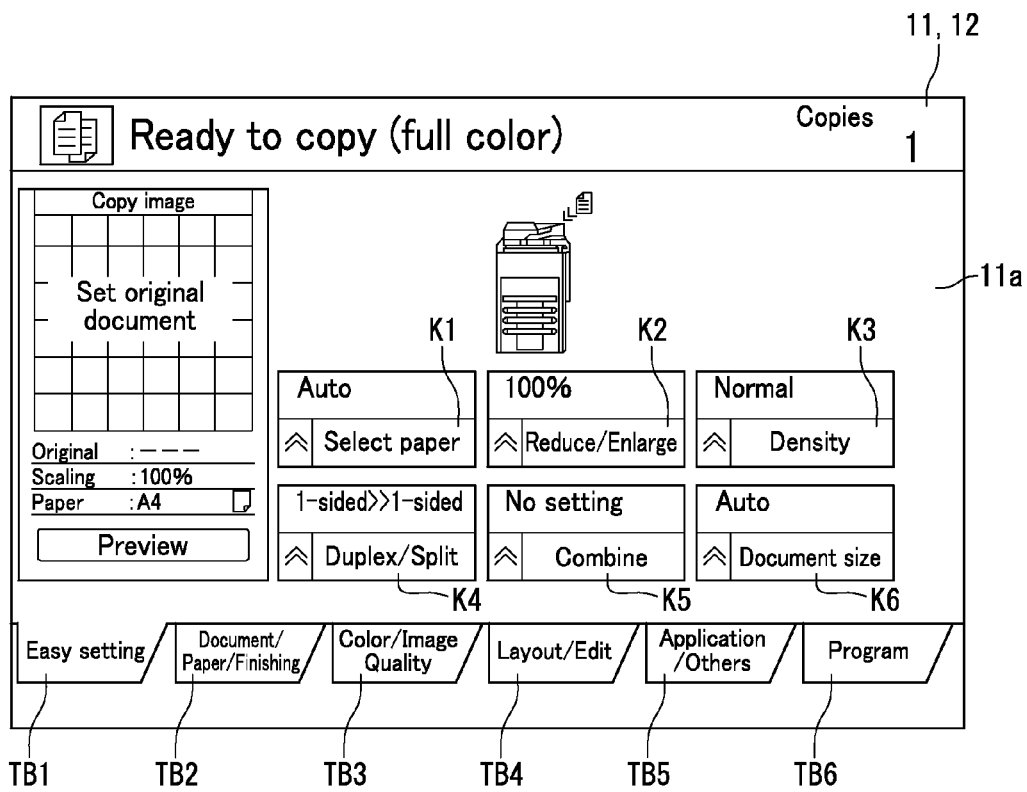 11, 12
Ready to copy (full color)
Copies
1
Copy image
Set original
document
11a
K1
K2
K3
Auto
Select paper
100%
Reduce/Enlarge
Normal
Density
Original : - - -
Scaling : 100%
Paper : A4
Preview
1-sided>>1-sided
Duplex/Split
No setting
Combine
Auto
Document size
K4
K5
K6
Easy setting
Document/
Paper/Finishing
Color/Image
Quality
Layout/Edit
Application
/Others
Program
TB1
TB2
TB3
TB4
TB5
TB6